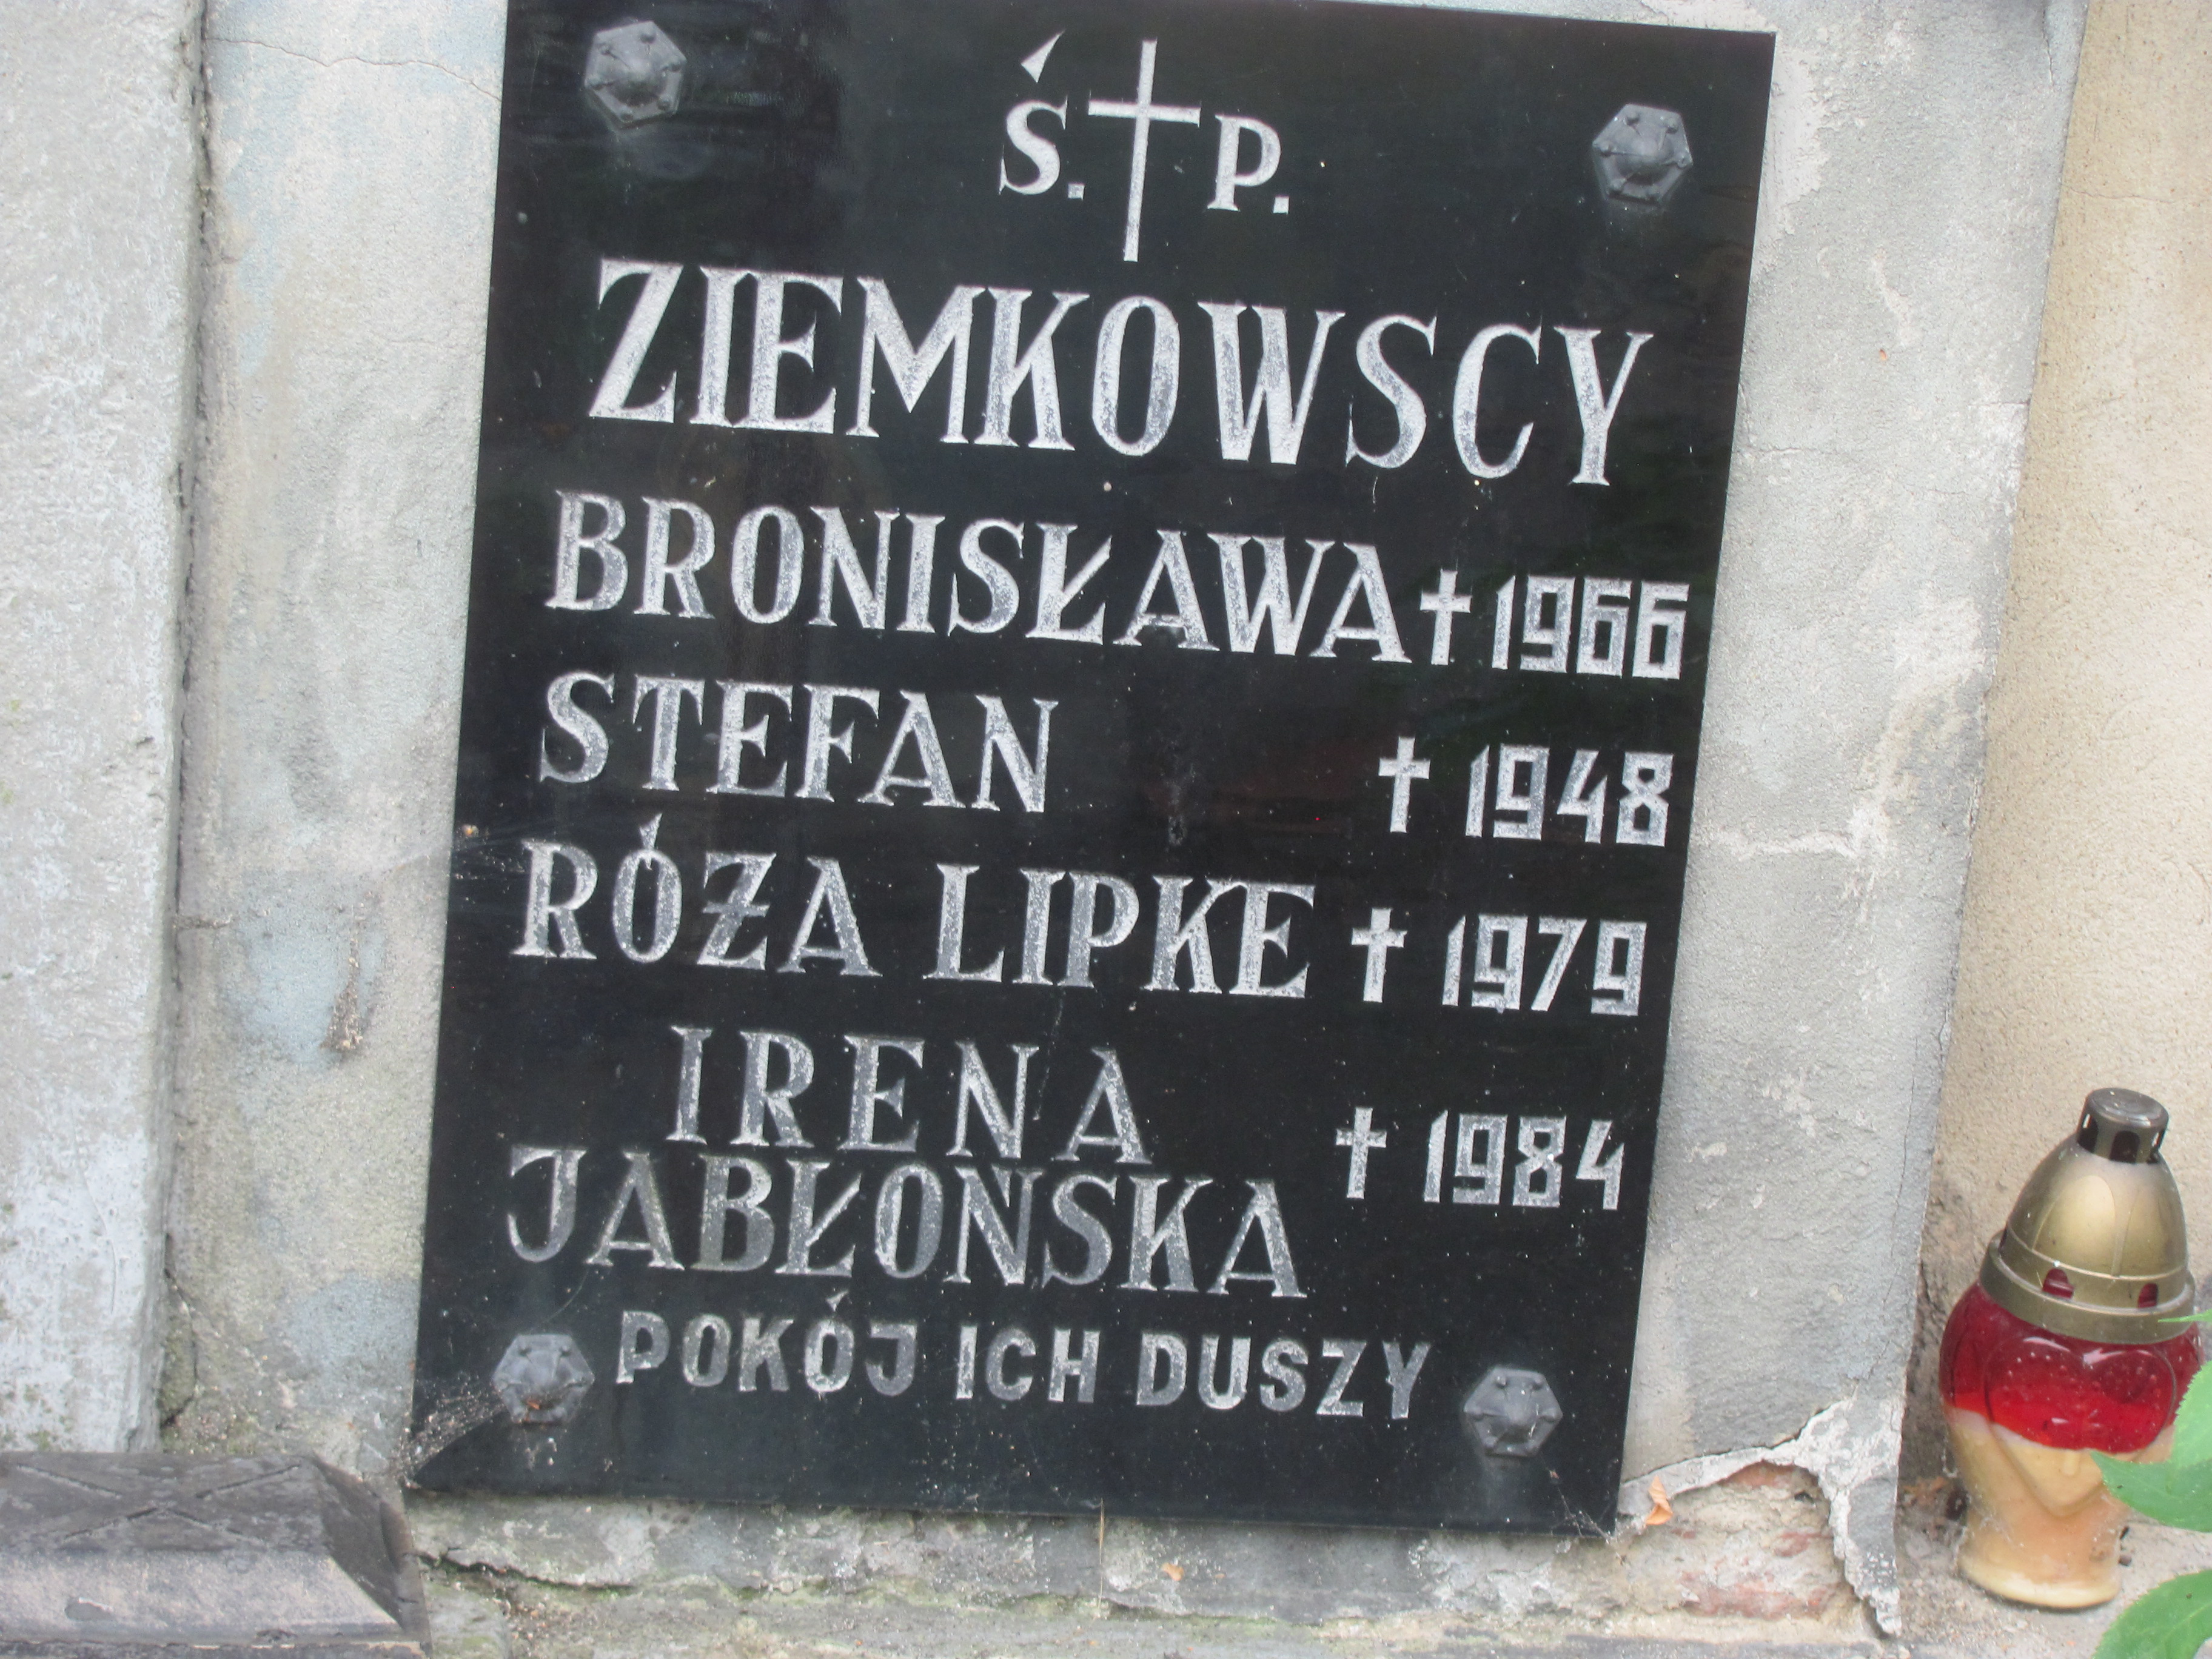 Ś. P.
ZIEMKOWSCY
BRONISŁAWA † 1966
STEFAN † 1948
RÓŻA LIPKE † 1979
IRENA
JABŁONSKA † 1984
POKÓJ ICH DUSZY